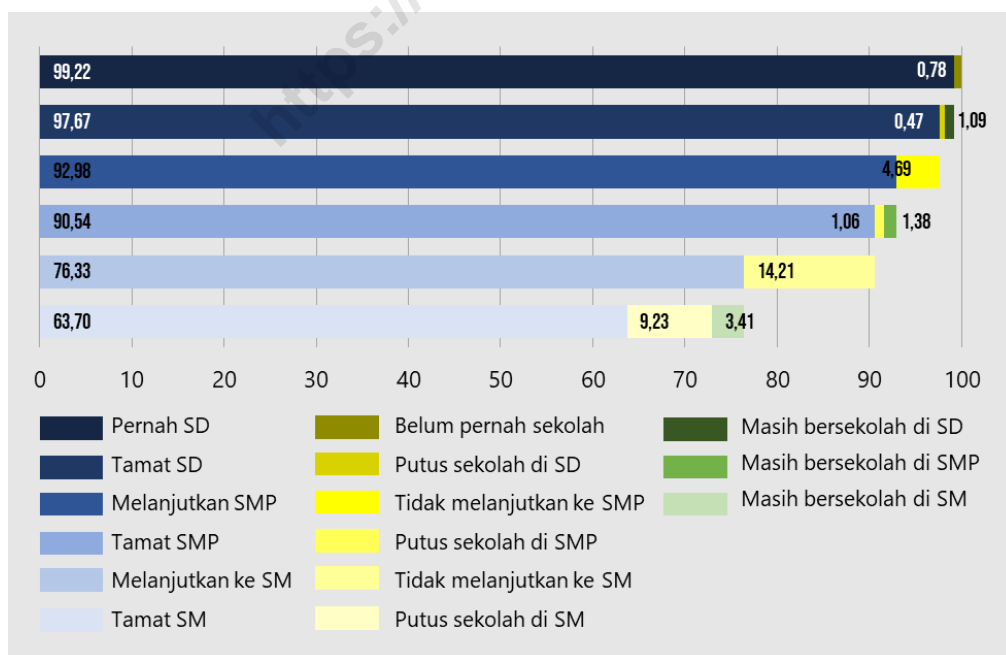 https://
99,22 0,78
97,67 0,47 1,09
92,98 4,69
90,54 1,06 1,38
76,33 14,21
63,70 9,23 3,41
0 10 20 30 40 50 60 70 80 90 100
Pernah SD Belum pernah sekolah Masih bersekolah di SD
Tamat SD Putus sekolah di SD Masih bersekolah di SMP
Melanjutkan SMP Tidak melanjutkan ke SMP Masih bersekolah di SM
Tamat SMP Putus sekolah di SMP
Melanjutkan ke SM Tidak melanjutkan ke SM
Tamat SM Putus sekolah di SM